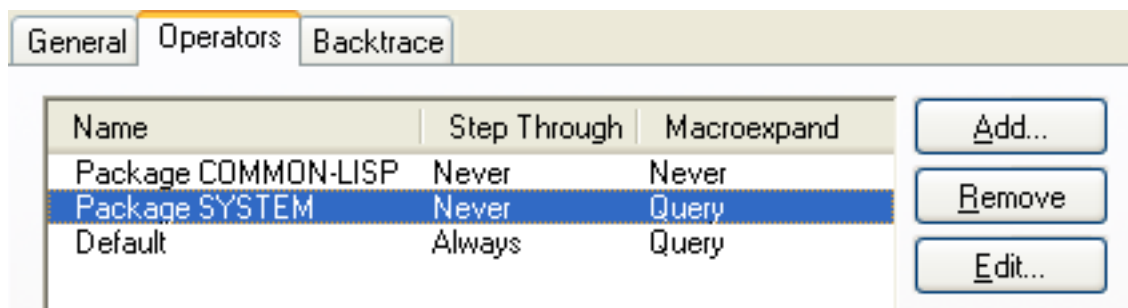 General Operators Backtrace
Name Step Through Macroexpand Add...
Package COMMON-LISP Never Never
Package SYSTEM Never Query Remove
Default Always Query
Edit...